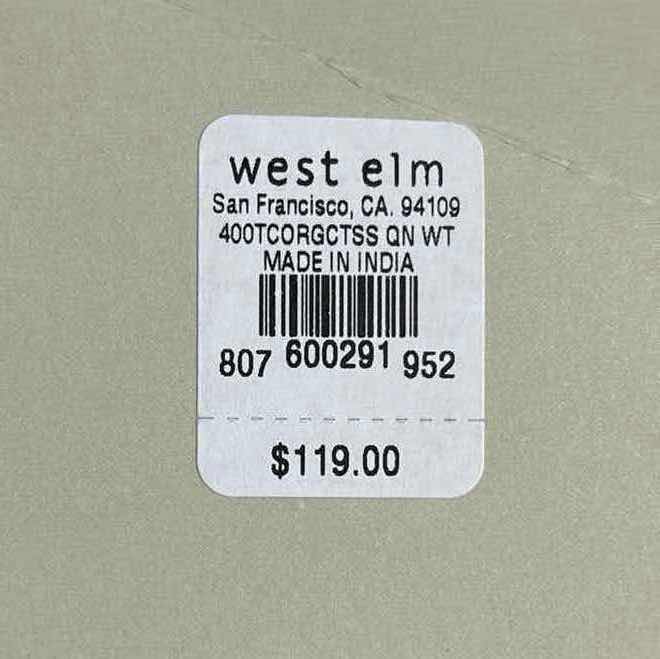 west elm
San Francisco, CA. 94109
400TCORGCTSS QN WT
MADE IN INDIA
807 600291 952
$119.00